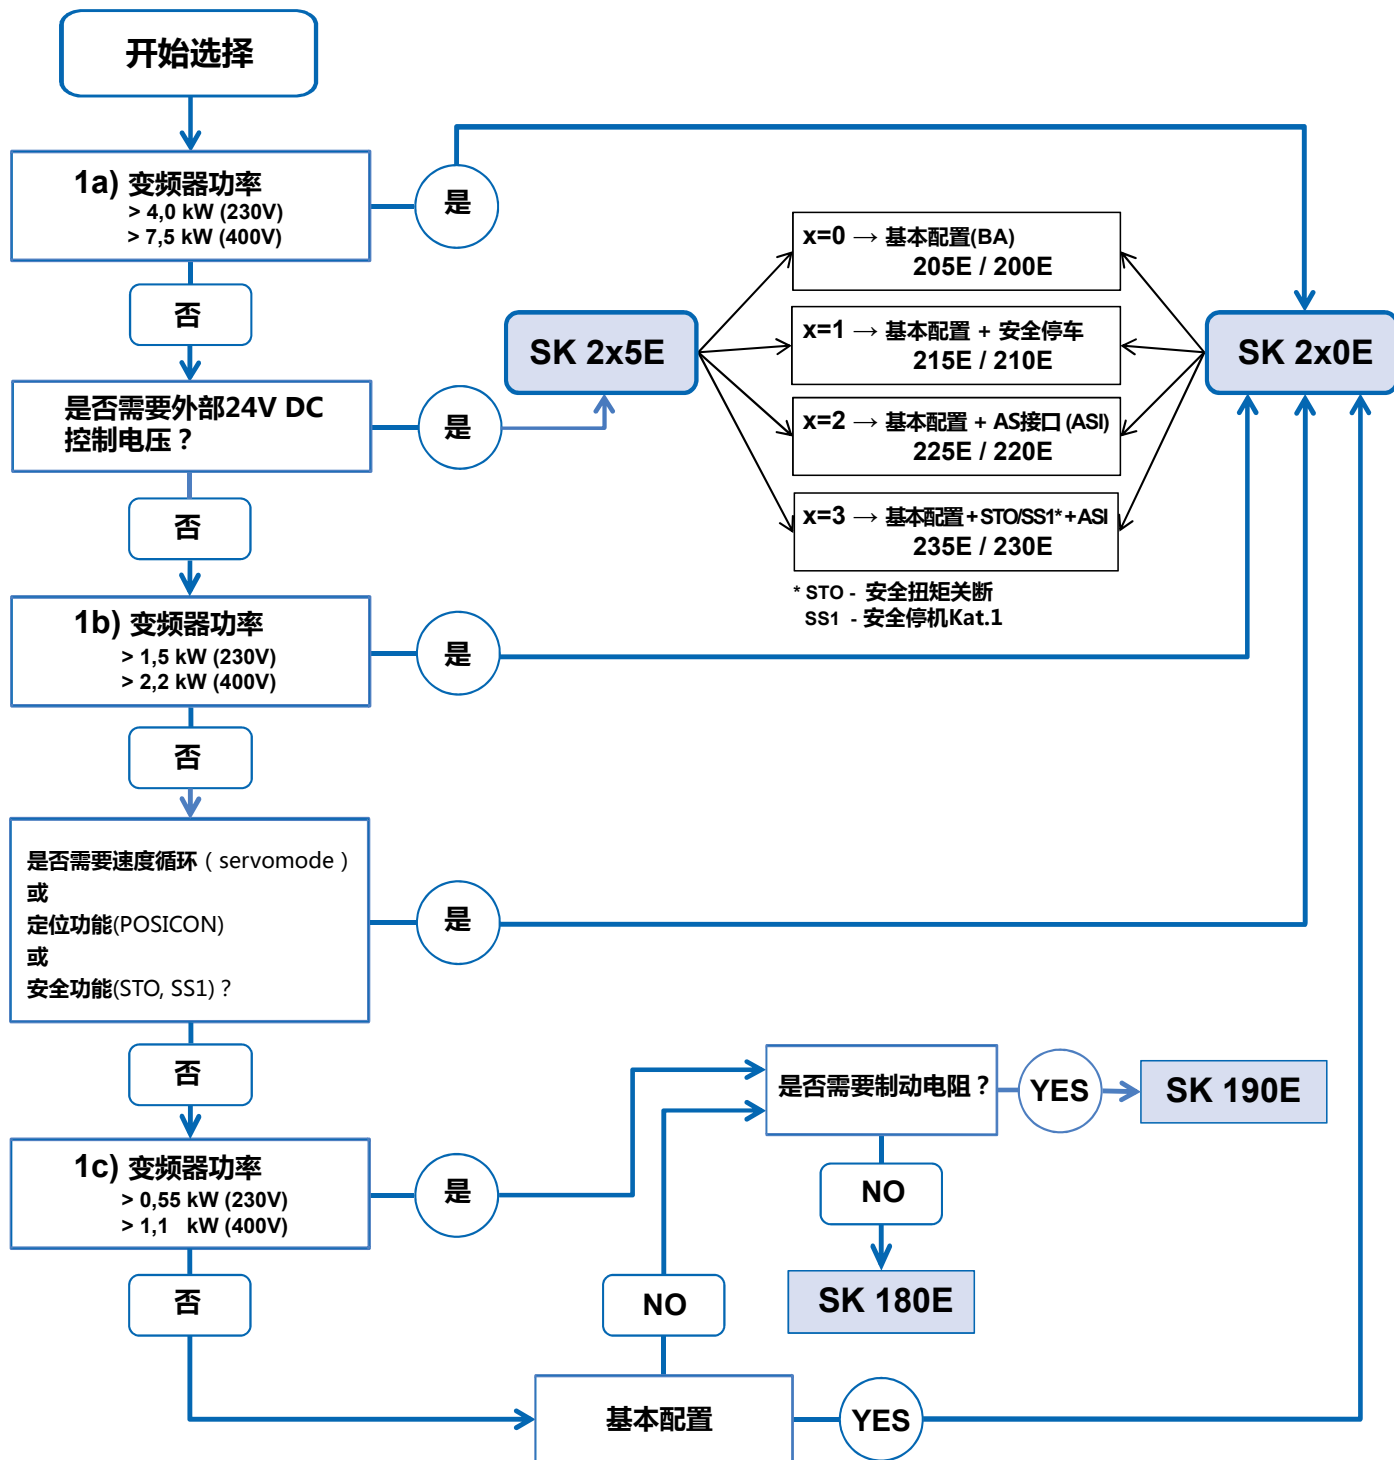 开始选择
1a) 变频器功率
> 4,0 kW (230V)
> 7,5 kW (400V)
是
否
x=0 → 基本配置(BA)
205E / 200E
x=1 → 基本配置 + 安全停车
215E / 210E
x=2 → 基本配置 + AS接口 (ASI)
225E / 220E
x=3 → 基本配置+STO/SS1*+ASI
235E / 230E
* STO - 安全扭矩关断
SS1 - 安全停机Kat.1
SK 2x5E
SK 2x0E
是否需要外部24V DC
控制电压？
是
否
1b) 变频器功率
> 1,5 kW (230V)
> 2,2 kW (400V)
是
否
是否需要速度循环（servomode）
或
定位功能(POSICON)
或
安全功能(STO, SS1)？
是
否
1c) 变频器功率
> 0,55 kW (230V)
> 1,1 kW (400V)
是
否
是否需要制动电阻？
YES
SK 190E
NO
SK 180E
NO
基本配置
YES